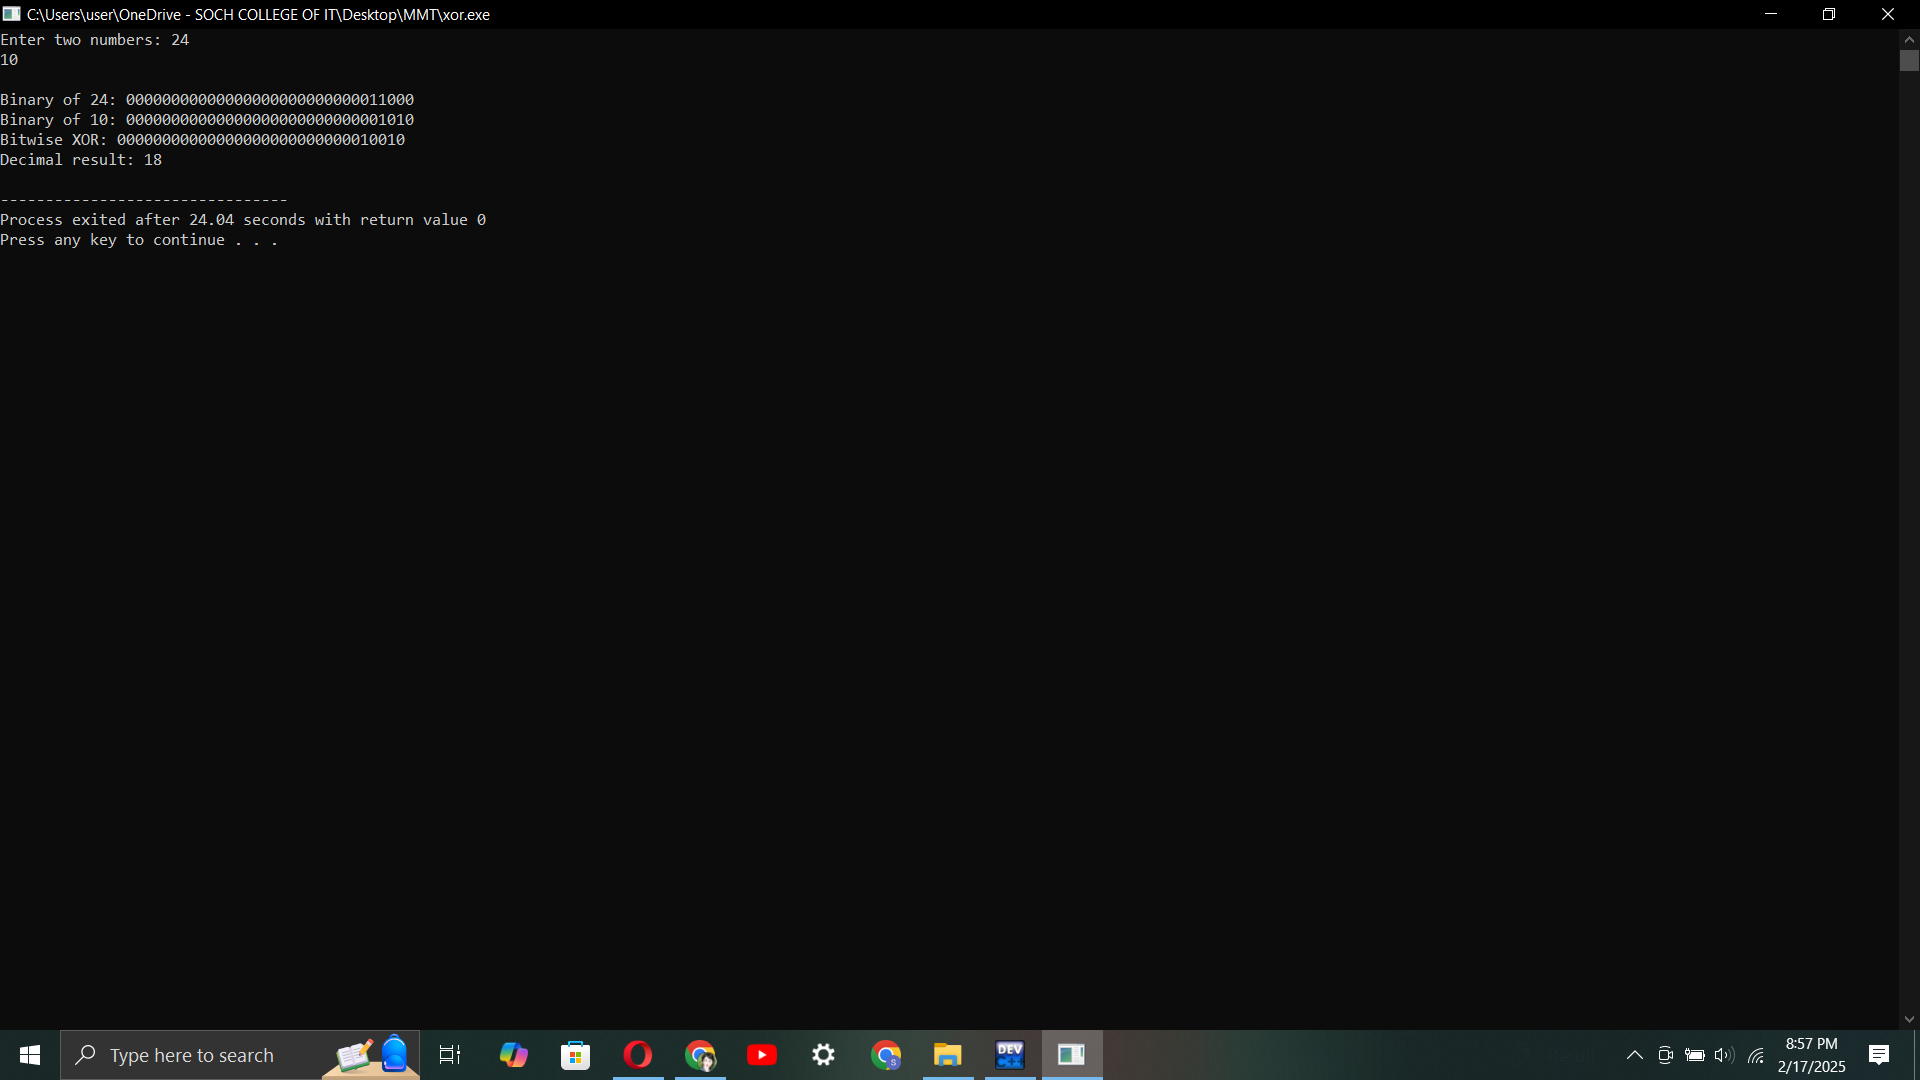 C:\Users\user\OneDrive - SOCH COLLEGE OF IT\Desktop\MMT\xor.exe
Enter two numbers: 24
10
Binary of 24: 00000000000000000000000000011000
Binary of 10: 00000000000000000000000000001010
Bitwise XOR: 00000000000000000000000000010010
Decimal result: 18
--------------------------------
Process exited after 24.04 seconds with return value 0
Press any key to continue . . .
Type here to search
DEV
C++
S
8:57 PM
2/17/2025